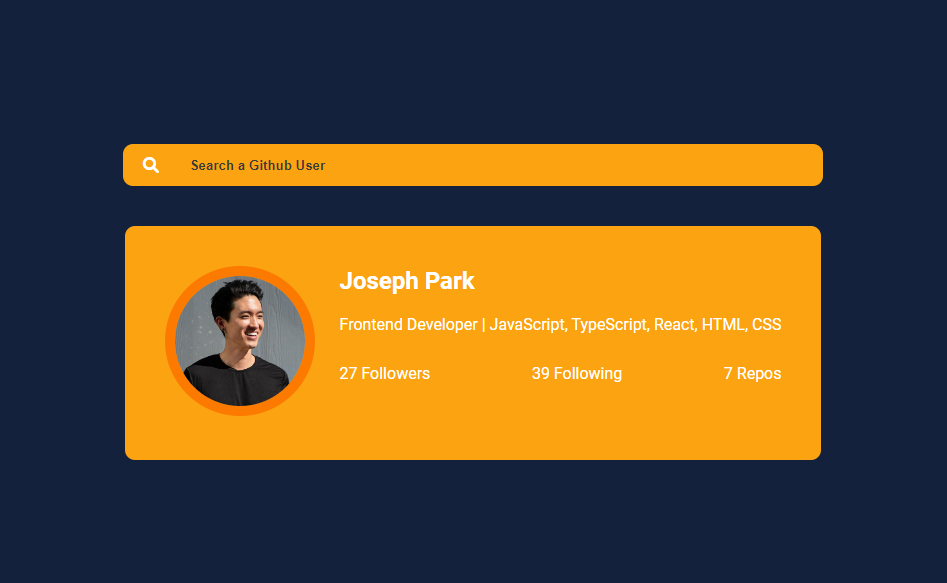 Search a Github User
Joseph Park
Frontend Developer | JavaScript, TypeScript, React, HTML, CSS
27 Followers 39 Following 7 Repos